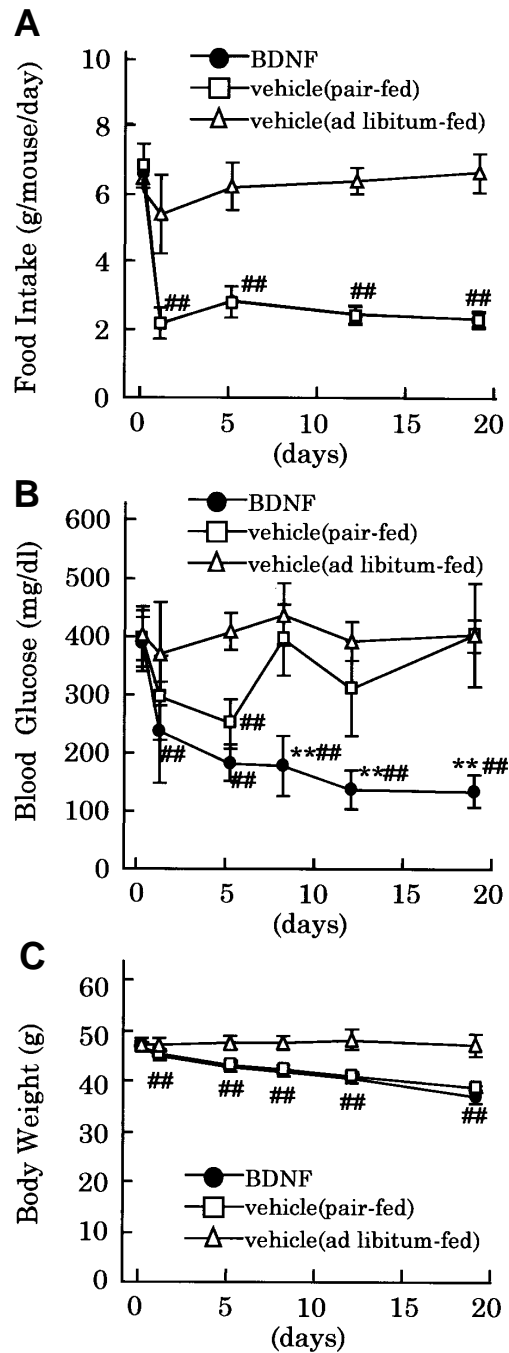 A
BDNF
vehicle(pair-fed)
vehicle(ad libitum-fed)
Food Intake (g/mouse/day)
10
8
6
4
2
0
##
##
##
##
0 5 10 15 20
(days)
B
BDNF
vehicle(pair-fed)
vehicle(ad libitum-fed)
Blood Glucose (mg/dl)
600
500
400
300
200
100
0
##
##
##
**##
**##
**##
0 5 10 15 20
(days)
C
Body Weight (g)
60
50
40
30
20
10
0
##
##
##
##
##
BDNF
vehicle(pair-fed)
vehicle(ad libitum-fed)
0 5 10 15 20
(days)